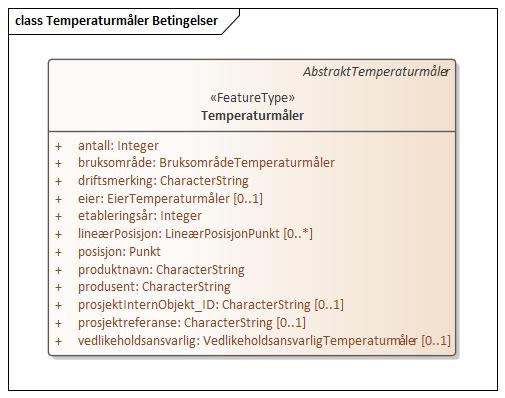 class Temperaturmåler Betingelser
AbstraktTemperaturmåler
«FeatureType»
Temperaturmåler
+ antall: Integer
+ bruksområde: BruksområdeTemperaturmåler
+ driftsmerking: CharacterString
+ eier: EierTemperaturmåler [0..1]
+ etableringsår: Integer
+ lineærPosisjon: LineærPosisjonPunkt [0..*]
+ posisjon: Punkt
+ produktnavn: CharacterString
+ produsent: CharacterString
+ prosjektInternObjekt_ID: CharacterString [0..1]
+ prosjektreferanse: CharacterString [0..1]
+ vedlikeholdsansvarlig: VedlikeholdsansvarligTemperaturmåler [0..1]